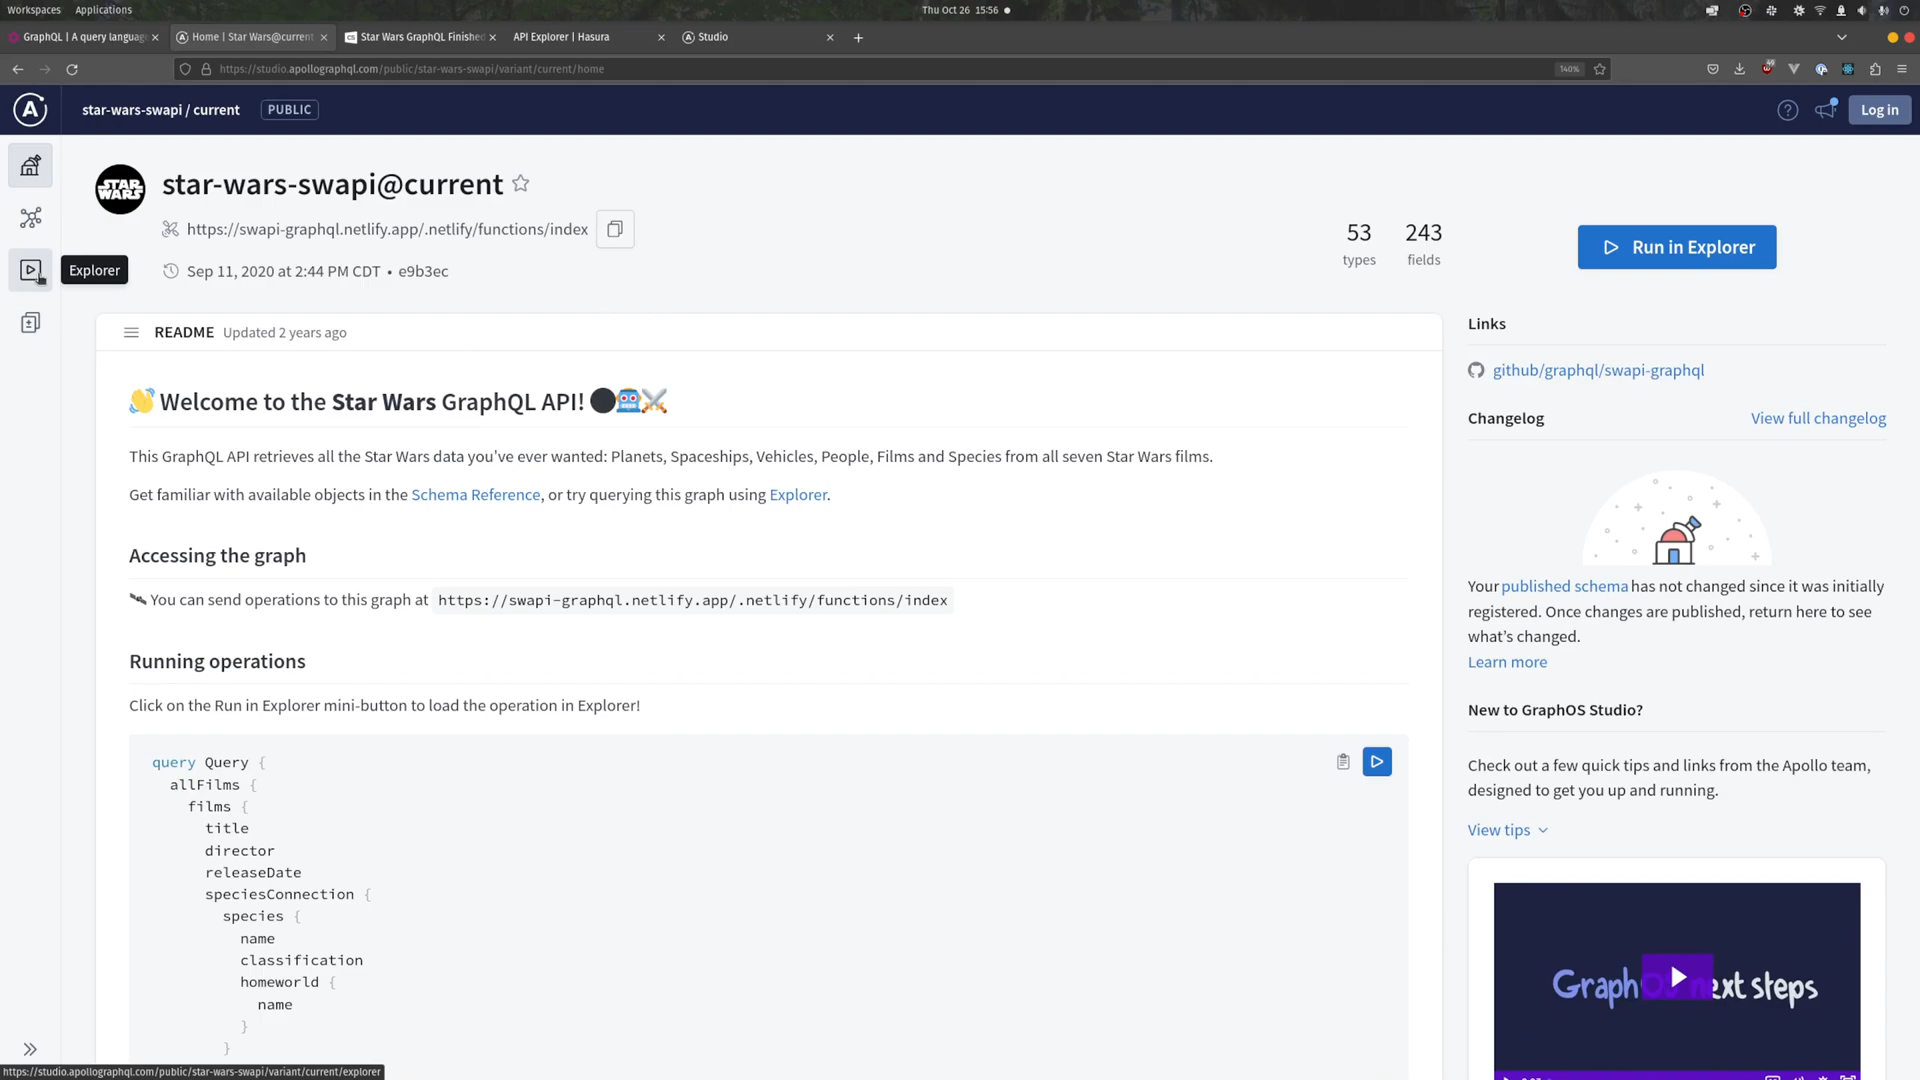 Workspaces Applications Thu Oct 26 15:56
GraphQL | A query langua
Home | Star Wars@current
Star Wars GraphQL Finished
API Explorer | Hasura
Studio
https://studio.apollographql.com/public/star-wars-swapi/variant/current/home 140%
star-wars-swapi / current PUBLIC Log in
STAR WARS
star-wars-swapi@current
https://swapi-graphql.netlify.app/.netlify/functions/index
Sep 11, 2020 at 2:44 PM CDT • e9b3ec
53 types
243 fields
Run in Explorer
Explorer
README Updated 2 years ago
👋 Welcome to the Star Wars GraphQL API! 🌑🤖⚔️
This GraphQL API retrieves all the Star Wars data you've ever wanted: Planets, Spaceships, Vehicles, People, Films and Species from all seven Star Wars films.
Get familiar with available objects in the Schema Reference, or try querying this graph using Explorer.
Accessing the graph
🛰 You can send operations to this graph at https://swapi-graphql.netlify.app/.netlify/functions/index
Running operations
Click on the Run in Explorer mini-button to load the operation in Explorer!
query Query {
allFilms {
films {
title
director
releaseDate
speciesConnection {
species {
name
classification
homeworld {
name
}
}
Links
github/graphql/swapi-graphql
Changelog View full changelog
Your published schema has not changed since it was initially
registered. Once changes are published, return here to see
what's changed.
Learn more
New to GraphOS Studio?
Check out a few quick tips and links from the Apollo team,
designed to get you up and running.
View tips
Graph next steps
https://studio.apollographql.com/public/star-wars-swapi/variant/current/explorer